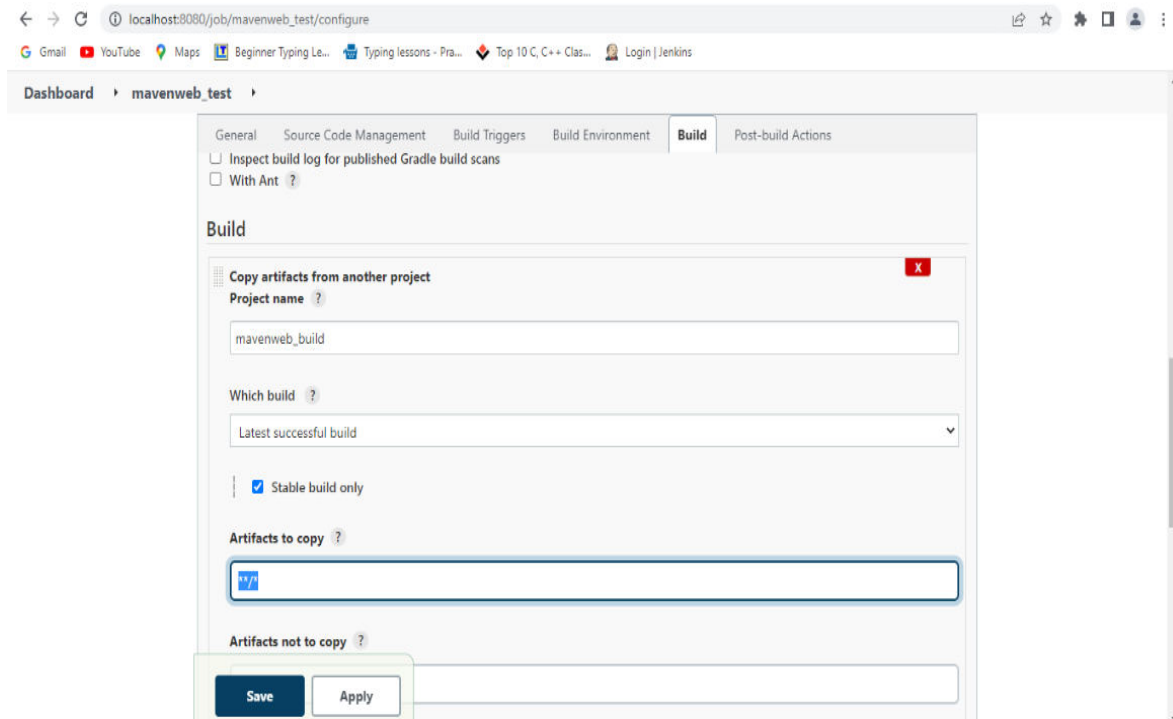 localhost:8080/job/mavenweb_test/configure
Gmail YouTube Maps Beginner Typing Le... Typing lessons - Pra... Top 10 C, C++ Clas... Login | Jenkins
Dashboard mavenweb_test
General Source Code Management Build Triggers Build Environment Build Post-build Actions
Inspect build log for published Gradle build scans
With Ant ?
Build
Copy artifacts from another project X
Project name ?
mavenweb_build
Which build ?
Latest successful build
Stable build only
Artifacts to copy ?
**/*
Artifacts not to copy ?
Save Apply